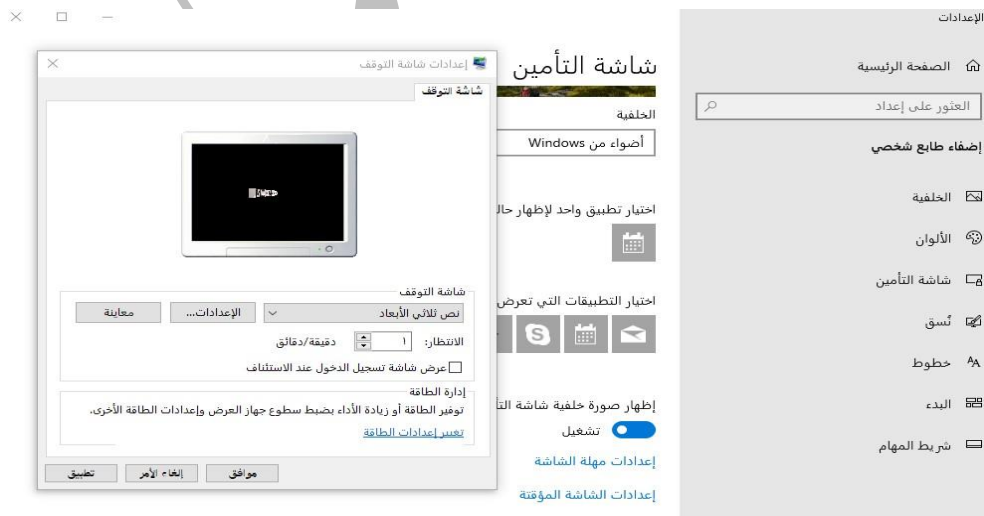 الإعدادات
الصفحة الرئيسية
العثور على إعداد
إضفاء طابع شخصي
الخلفية
الألوان
شاشة التأمين
نُسق
خطوط
البدء
شريط المهام
شاشة التأمين
الخلفية
أضواء من Windows
اختيار تطبيق واحد لإظهار
اختيار التطبيقات التي تعرض
إظهار صورة خلفية شاشة
تشغيل
إعدادات مهلة الشاشة
إعدادات الشاشة المؤقتة
إعدادات شاشة التوقف
شاشة التوقف
شاشة التوقف
نص ثلاثي الأبعاد الإعدادات... معاينة
الانتظار: ١ دقيقة/دقائق
عرض شاشة تسجيل الدخول عند الاستئناف
إدارة الطاقة
توفير الطاقة أو زيادة الأداء بضبط سطوع جهاز العرض وإعدادات الطاقة الأخرى.
تغيير إعدادات الطاقة
موافق إلغاء الأمر تطبيق